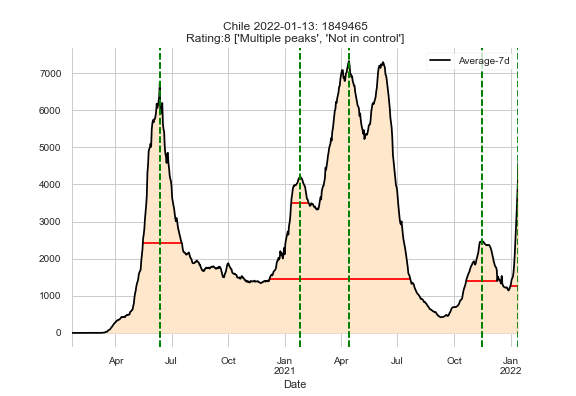 Chile 2022-01-13: 1849465
Rating:8 ['Multiple peaks', 'Not in control']
Average-7d
7000
6000
5000
4000
3000
2000
1000
0
Apr Jul Oct Jan Apr Jul Oct Jan
2021 2022
Date